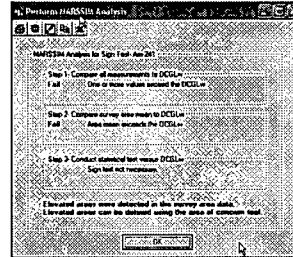 Perform MARSSIM Analysis
MARSSIM Analysis for Sign Test- Am-241
Step 1- Compare all measurements to DCGLw
Fail One or more values exceed the DCGLw
Step 2- Compare survey area mean to DCGLw
Fail Area mean exceeds the DCGLw
Step 3- Conduct statistical test versus DCGLw
Sign test not necessary.
Elevated areas were detected in the survey area data.
Elevated areas can be defined using the area of concern tool.
OK